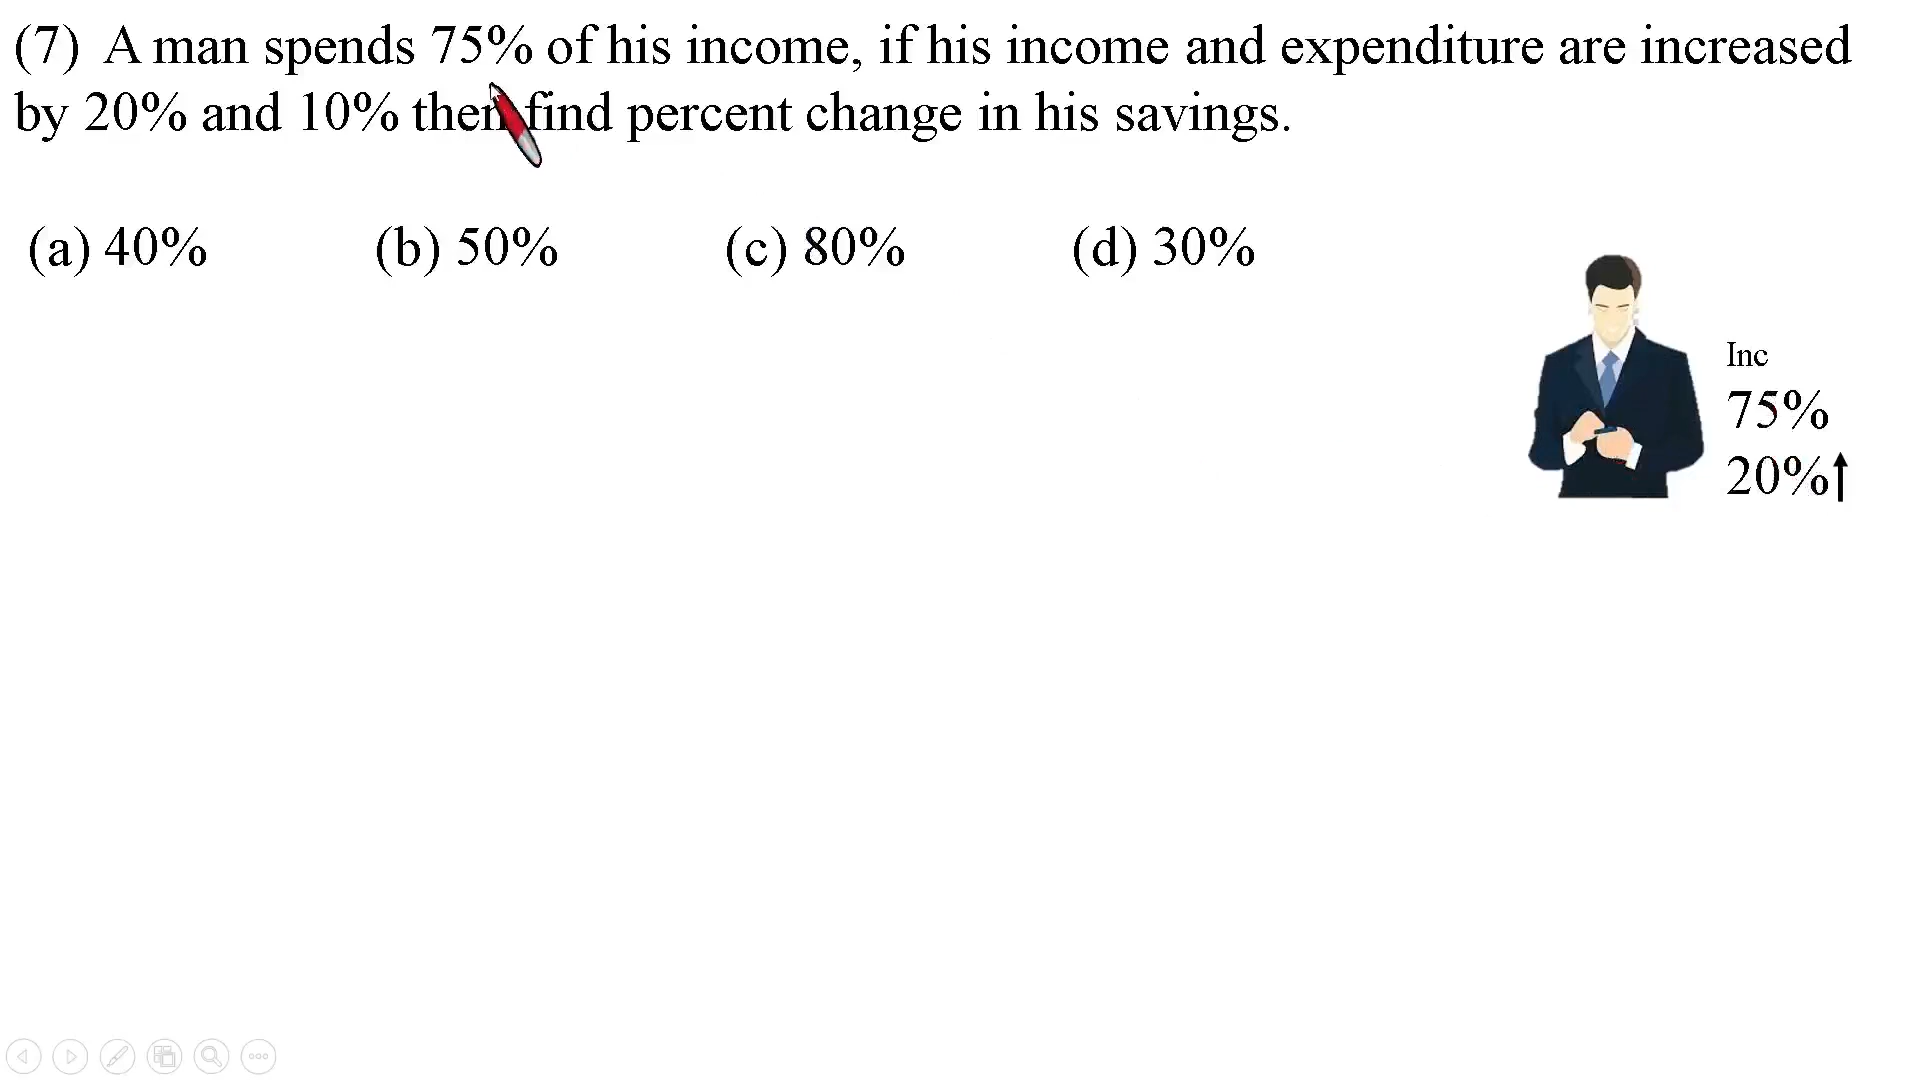 (7) A man spends 75% of his income, if his income and expenditure are increased
by 20% and 10% then find percent change in his savings.
(a) 40% (b) 50% (c) 80% (d) 30%
Inc
75%
20%↑